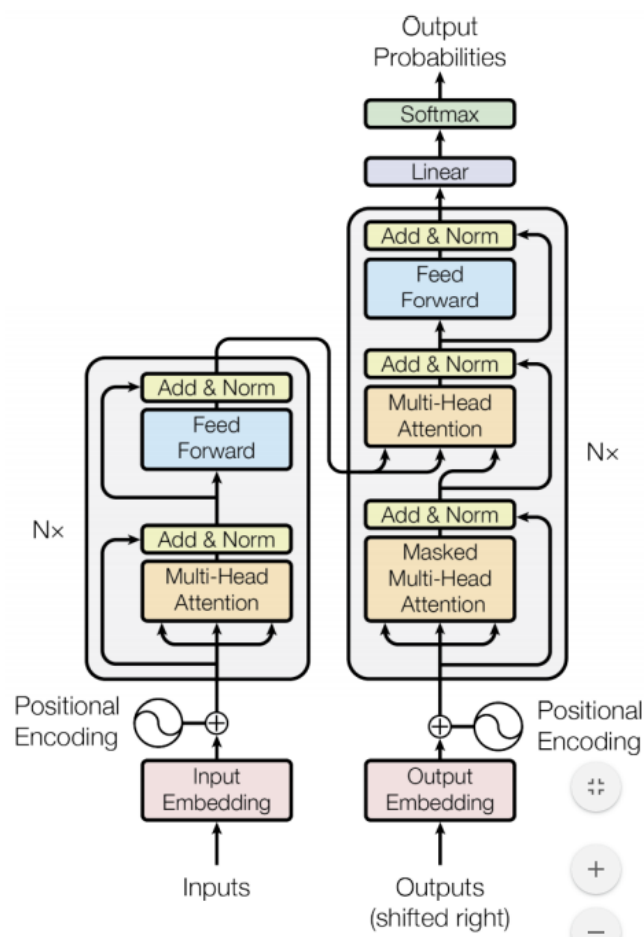 Output
Probabilities
Softmax
Linear
Add & Norm
Feed
Forward
Add & Norm
Multi-Head
Attention
Add & Norm
Masked
Multi-Head
Attention
N×
Add & Norm
Feed
Forward
Add & Norm
Multi-Head
Attention
N×
Positional
Encoding
Positional
Encoding
Input
Embedding
Output
Embedding
Inputs
Outputs
(shifted right)